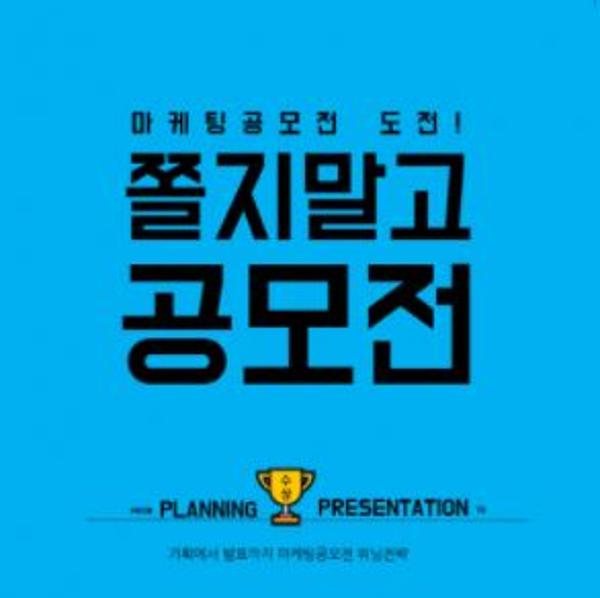 마케팅공모전 도전!
쫄지말고
공모전
수상
FROM PLANNING PRESENTATION TO
기획에서 발표까지 마케팅공모전 위닝전략